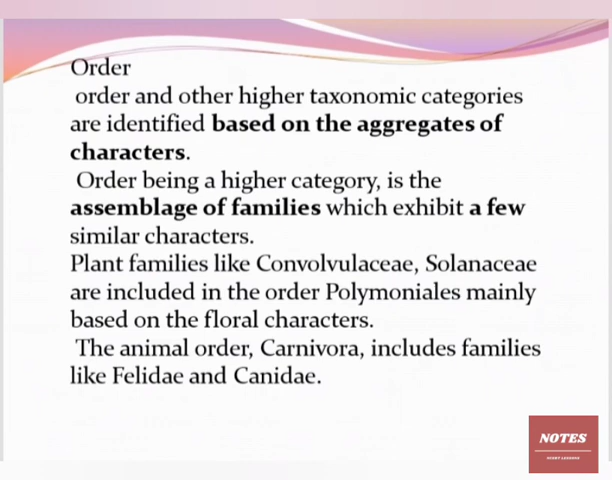 Order
order and other higher taxonomic categories
are identified based on the aggregates of
characters.
Order being a higher category, is the
assemblage of families which exhibit a few
similar characters.
Plant families like Convolvulaceae, Solanaceae
are included in the order Polymoniales mainly
based on the floral characters.
The animal order, Carnivora, includes families
like Felidae and Canidae.
NOTES